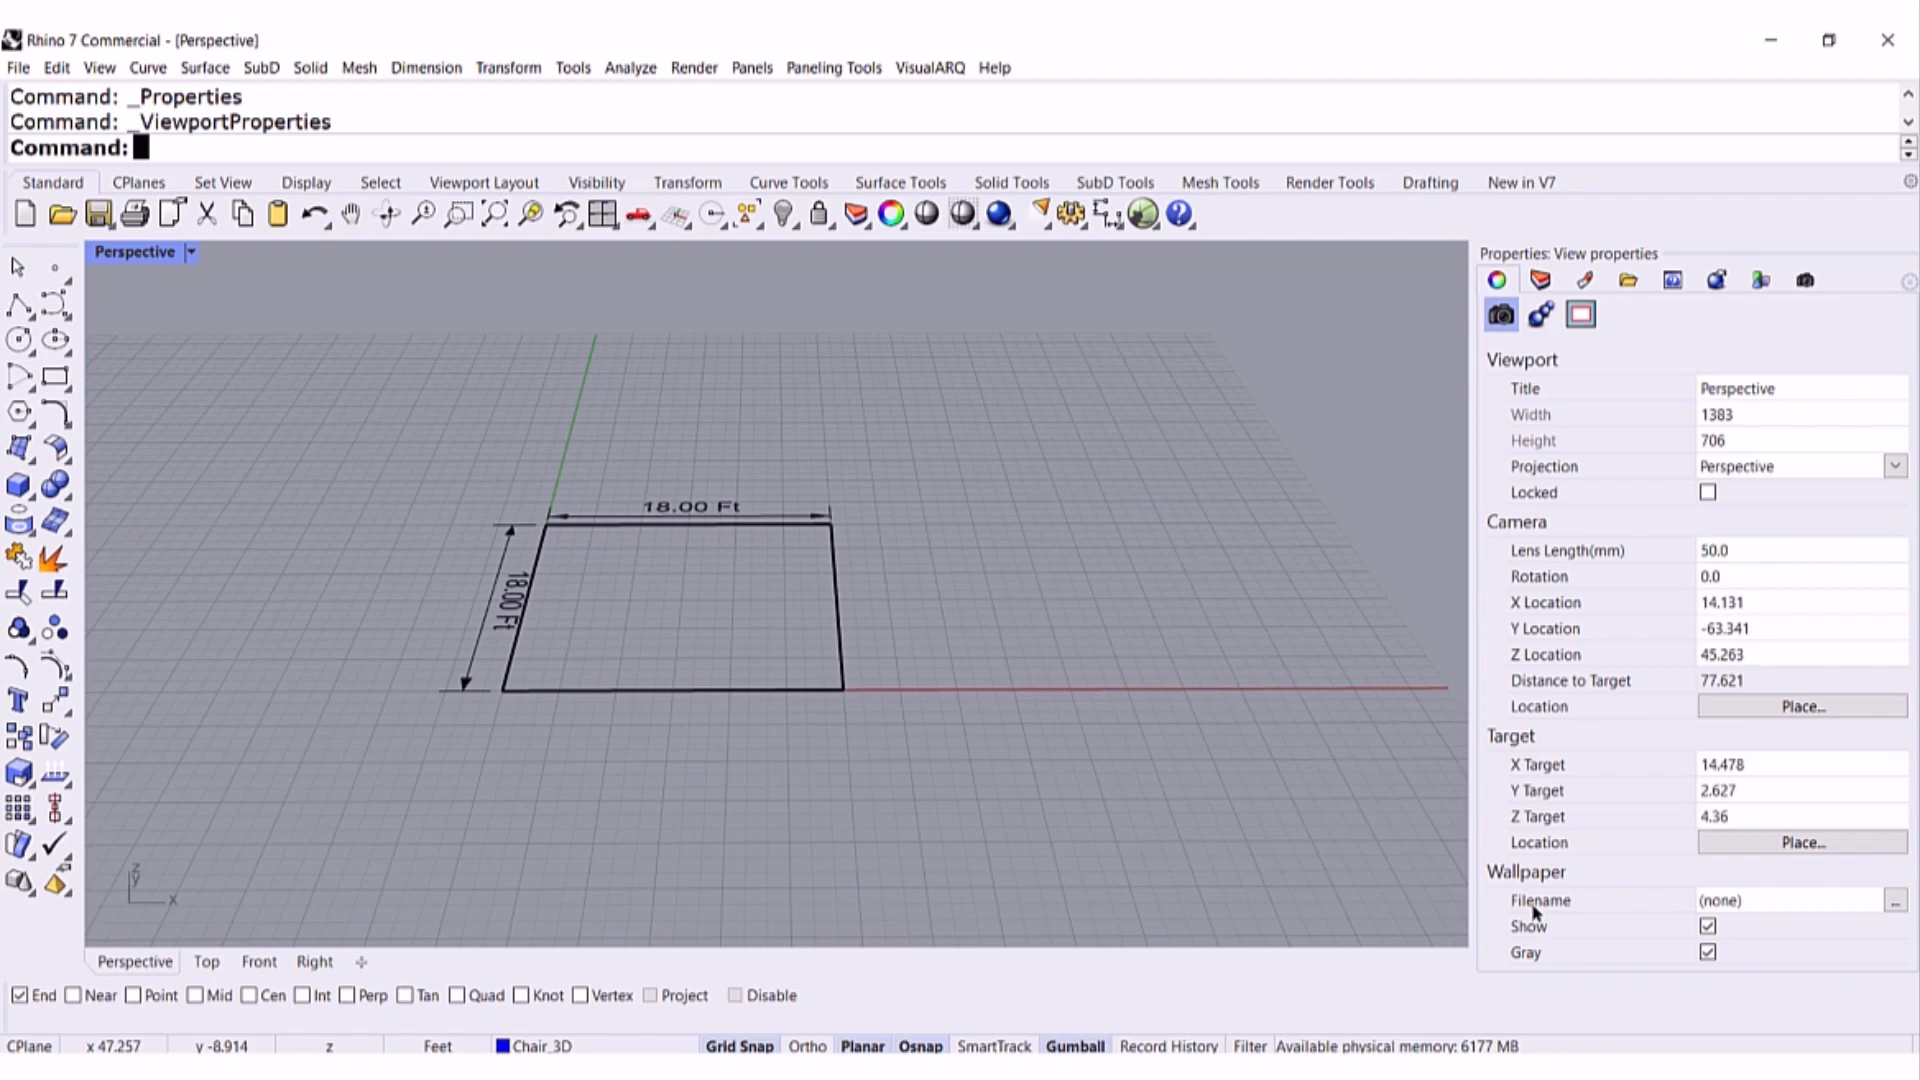 Rhino 7 Commercial - [Perspective]
File Edit View Curve Surface SubD Solid Mesh Dimension Transform Tools Analyze Render Panels Paneling Tools VisualARQ Help
Command: _Properties
Command: _ViewportProperties
Command:
Standard CPlanes Set View Display Select Viewport Layout Visibility Transform Curve Tools Surface Tools Solid Tools SubD Tools Mesh Tools Render Tools Drafting New in V7
Perspective
18.00 Ft
18.00 Ft
z
y
x
Properties: View properties
Viewport
Title Perspective
Width 1383
Height 706
Projection Perspective
Locked
Camera
Lens Length(mm) 50.0
Rotation 0.0
X Location 14.131
Y Location -63.341
Z Location 45.263
Distance to Target 77.621
Location Place...
Target
X Target 14.478
Y Target 2.627
Z Target 4.36
Location Place...
Wallpaper
Filename (none) ...
Show
Gray
Perspective Top Front Right
End Near Point Mid Cen Int Perp Tan Quad Knot Vertex Project Disable
CPlane x 47.257 y -8.914 z Feet Chair_3D Grid Snap Ortho Planar Osnap SmartTrack Gumball Record History Filter Available physical memory: 6177 MB